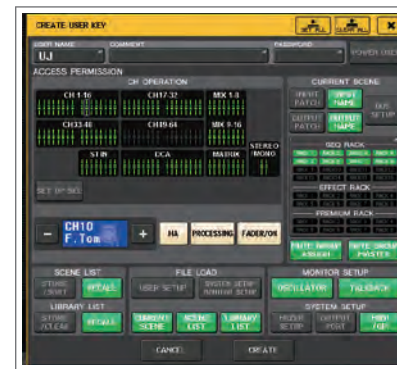 CREATE USER KEY
SET ALL
CLEAR ALL
USER NAME
COMMENT
PASSWORD
UJ
POWER USER
ACCESS PERMISSION
CH OPERATION
CH 1-16
CH17-32
MIX 1-8
CH33-48
CH49-64
MIX 9-16
STEREO
/MONO
ST IN
DCA
MATRIX
SET BY SEL
CH10
F.Tom
HA
PROCESSING
FADER/ON
CURRENT SCENE
INPUT
PATCH
INPUT
NAME
OUTPUT
PATCH
OUTPUT
NAME
BUS
SETUP
GEQ RACK
EFFECT RACK
PREMIUM RACK
MUTE GROUP
ASSIGN
MUTE GROUP
MASTER
SCENE LIST
STORE
/SORT
RECALL
LIBRARY LIST
STORE
/CLEAR
RECALL
FILE LOAD
USER SETUP
SYSTEM SETUP
CURRENT
SCENE
SCENE
LIST
LIBRARY
LIST
MONITOR SETUP
OSCILLATOR
TALKBACK
SYSTEM SETUP
MIXER
SETUP
OUTPUT
PORT
MIDI
/GPI
CANCEL
CREATE